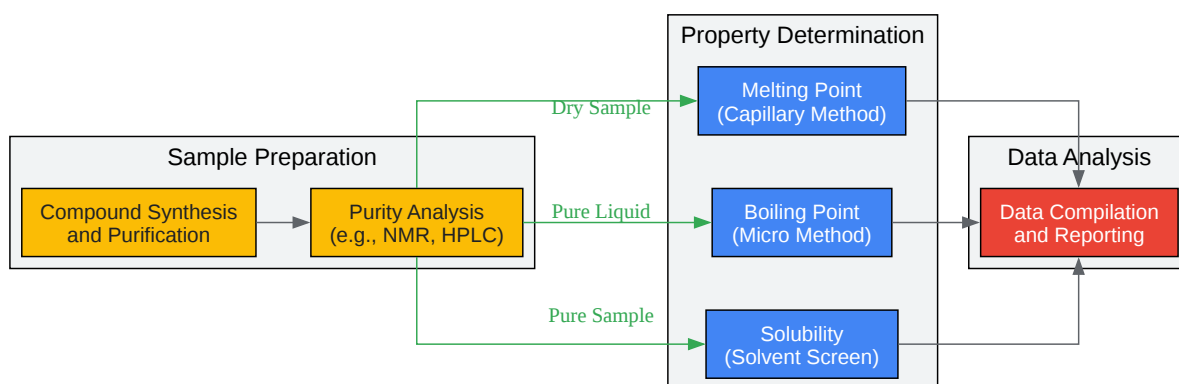 Property Determination
Melting Point
(Capillary Method)
Dry Sample
Sample Preparation
Data Analysis
Compound Synthesis
and Purification
Purity Analysis
(e.g., NMR, HPLC)
Pure Liquid
Boiling Point
(Micro Method)
Data Compilation
and Reporting
Pure Sample
Solubility
(Solvent Screen)